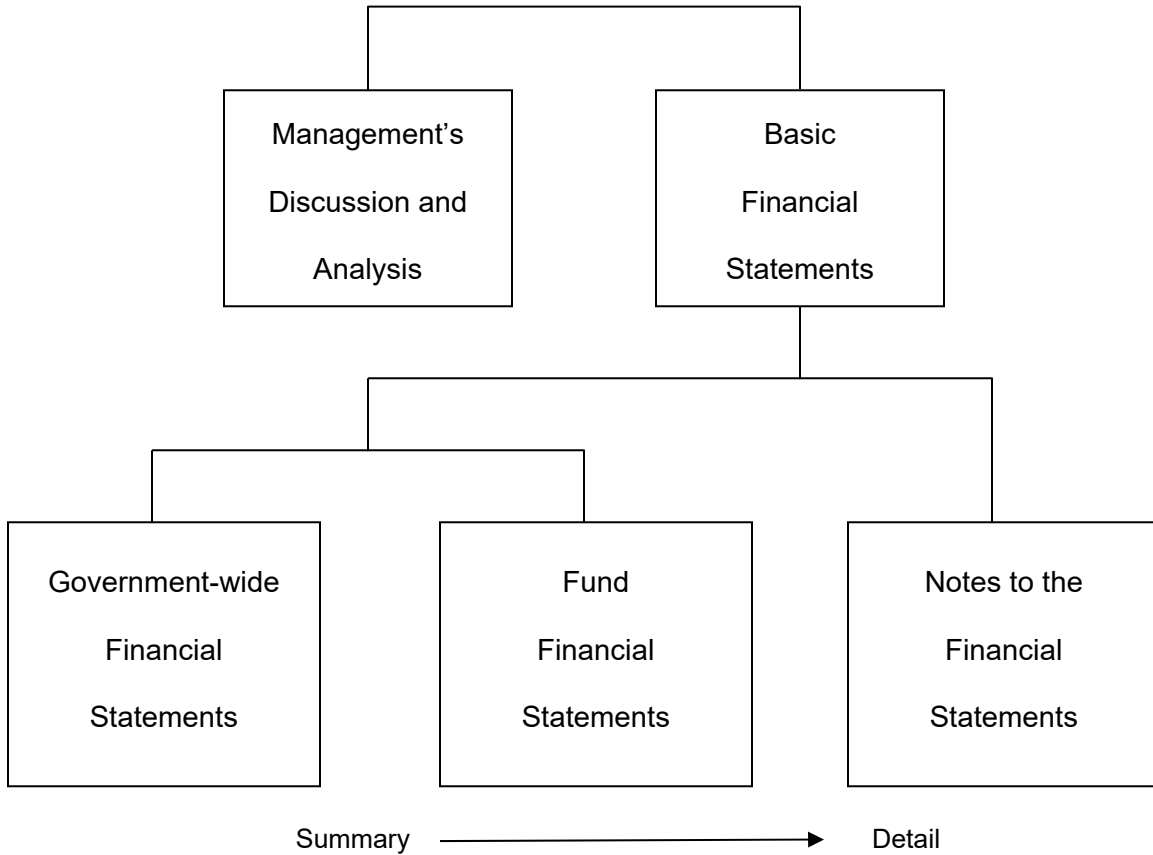 Management’s
Discussion and
Analysis
Basic
Financial
Statements
Government-wide
Financial
Statements
Fund
Financial
Statements
Notes to the
Financial
Statements
Summary
Detail